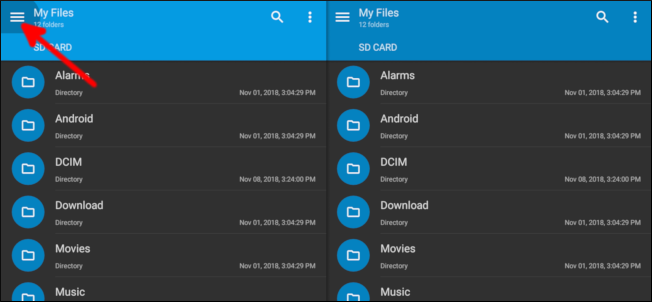 My Files
12 folders
SD CARD
Alarms
Directory
Nov 01, 2018, 3:04:29 PM
Android
Directory
Nov 01, 2018, 3:04:29 PM
DCIM
Directory
Nov 08, 2018, 3:24:00 PM
Download
Directory
Nov 01, 2018, 3:04:29 PM
Movies
Directory
Nov 01, 2018, 3:04:29 PM
Music
My Files
12 folders
SD CARD
Alarms
Directory
Nov 01, 2018, 3:04:29 PM
Android
Directory
Nov 01, 2018, 3:04:29 PM
DCIM
Directory
Nov 08, 2018, 3:24:00 PM
Download
Directory
Nov 01, 2018, 3:04:29 PM
Movies
Directory
Nov 01, 2018, 3:04:29 PM
Music